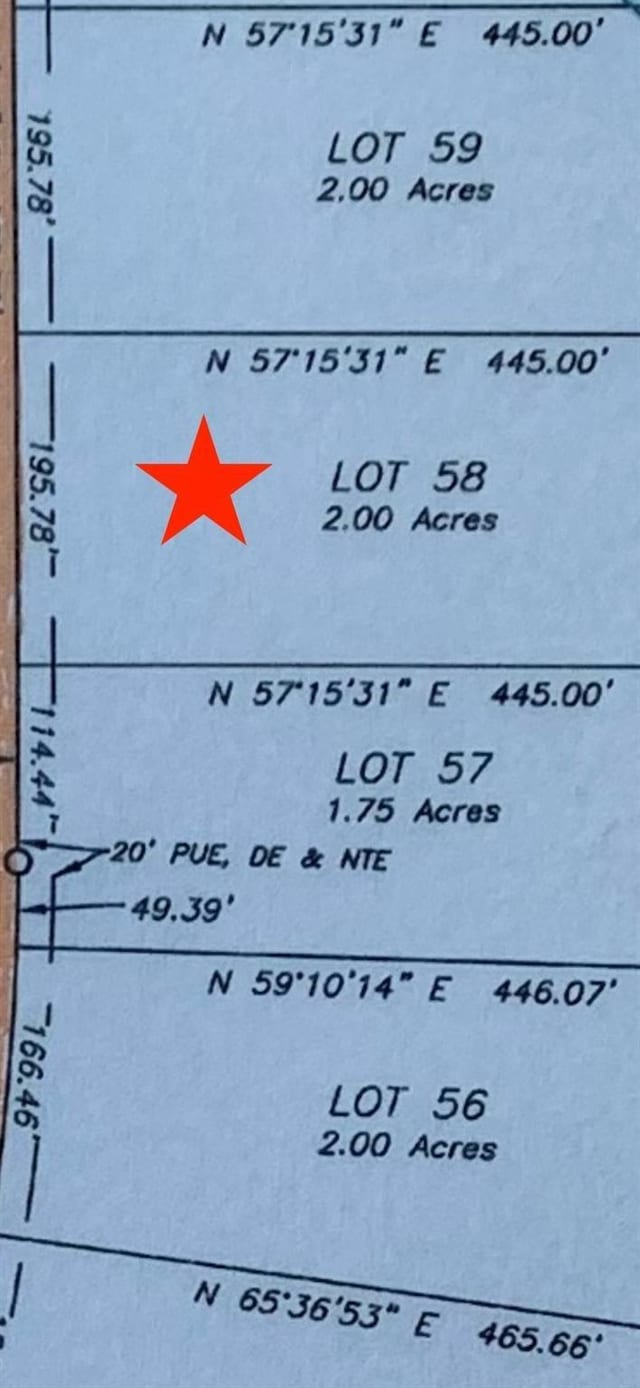 N 57°15'31" E 445.00'
195.78'
LOT 59
2.00 Acres
N 57°15'31" E 445.00'
195.78'
LOT 58
2.00 Acres
N 57°15'31" E 445.00'
114.44'
LOT 57
1.75 Acres
20' PUE, DE & NTE
49.39'
N 59°10'14" E 446.07'
166.46'
LOT 56
2.00 Acres
N 65°36'53" E 465.66'